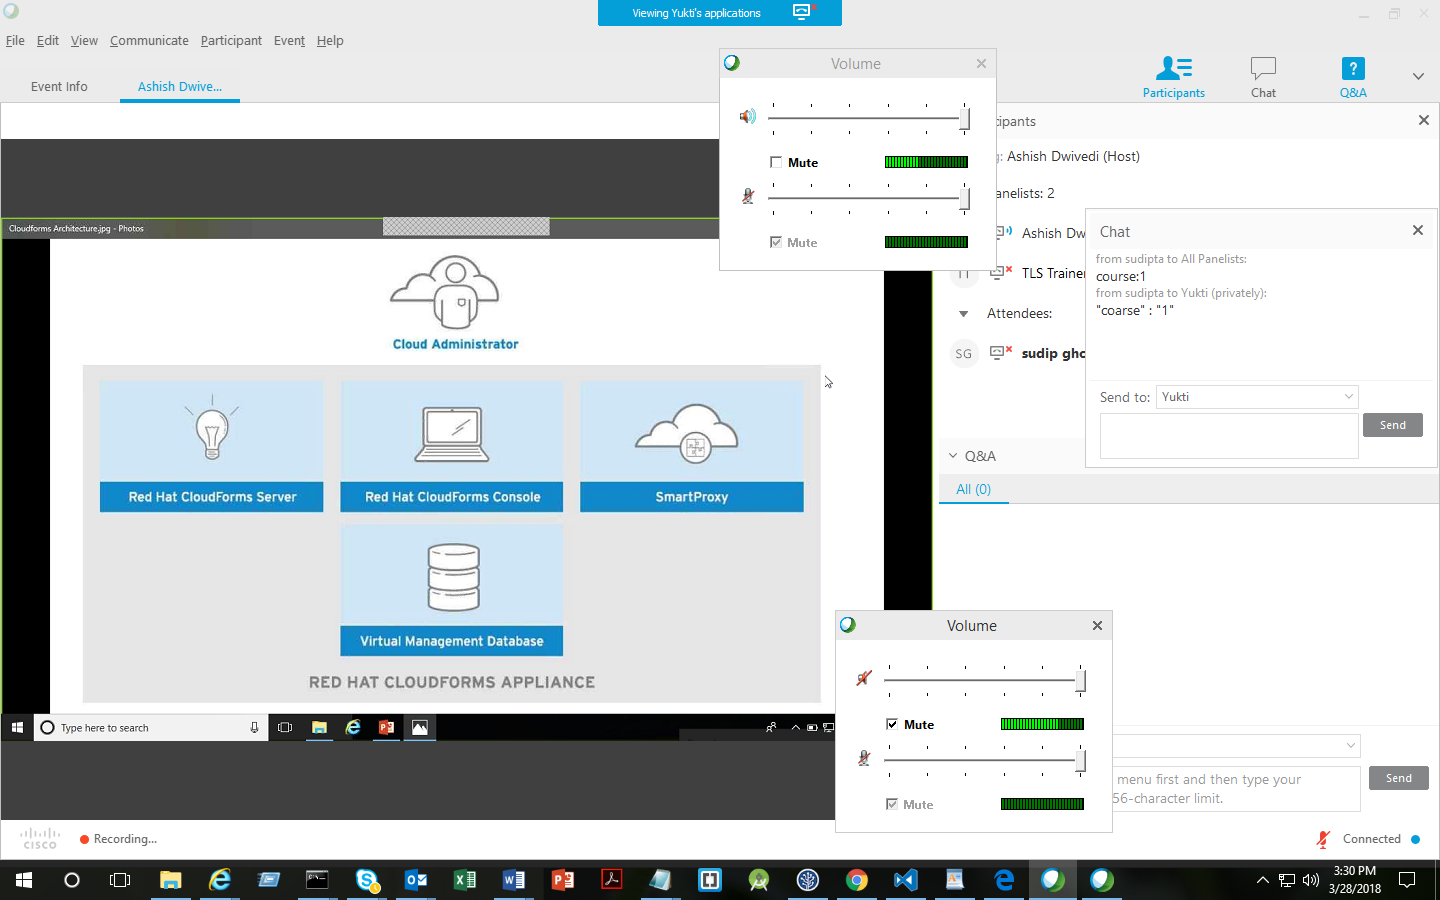 Viewing Yukti's applications
File Edit View Communicate Participant Event Help
Event Info
Ashish Dwive...
Participants
Chat
Q&A
Volume
Mute
Mute
Ashish Dwivedi (Host)
Panelists: 2
Ashish Dw
TLS Trainer
Attendees:
SG
sudip gho
Chat
from sudipta to All Panelists:
course:1
from sudipta to Yukti (privately):
"coarse" : "1"
Send to: Yukti
Send
Q&A
All (0)
Cloudforms Architecture.jpg - Photos
Cloud Administrator
Red Hat CloudForms Server
Red Hat CloudForms Console
SmartProxy
Virtual Management Database
RED HAT CLOUDFORMS APPLIANCE
Type here to search
Volume
Mute
Mute
menu first and then type your
56-character limit.
Send
CISCO
Recording...
Connected
3:30 PM
3/28/2018